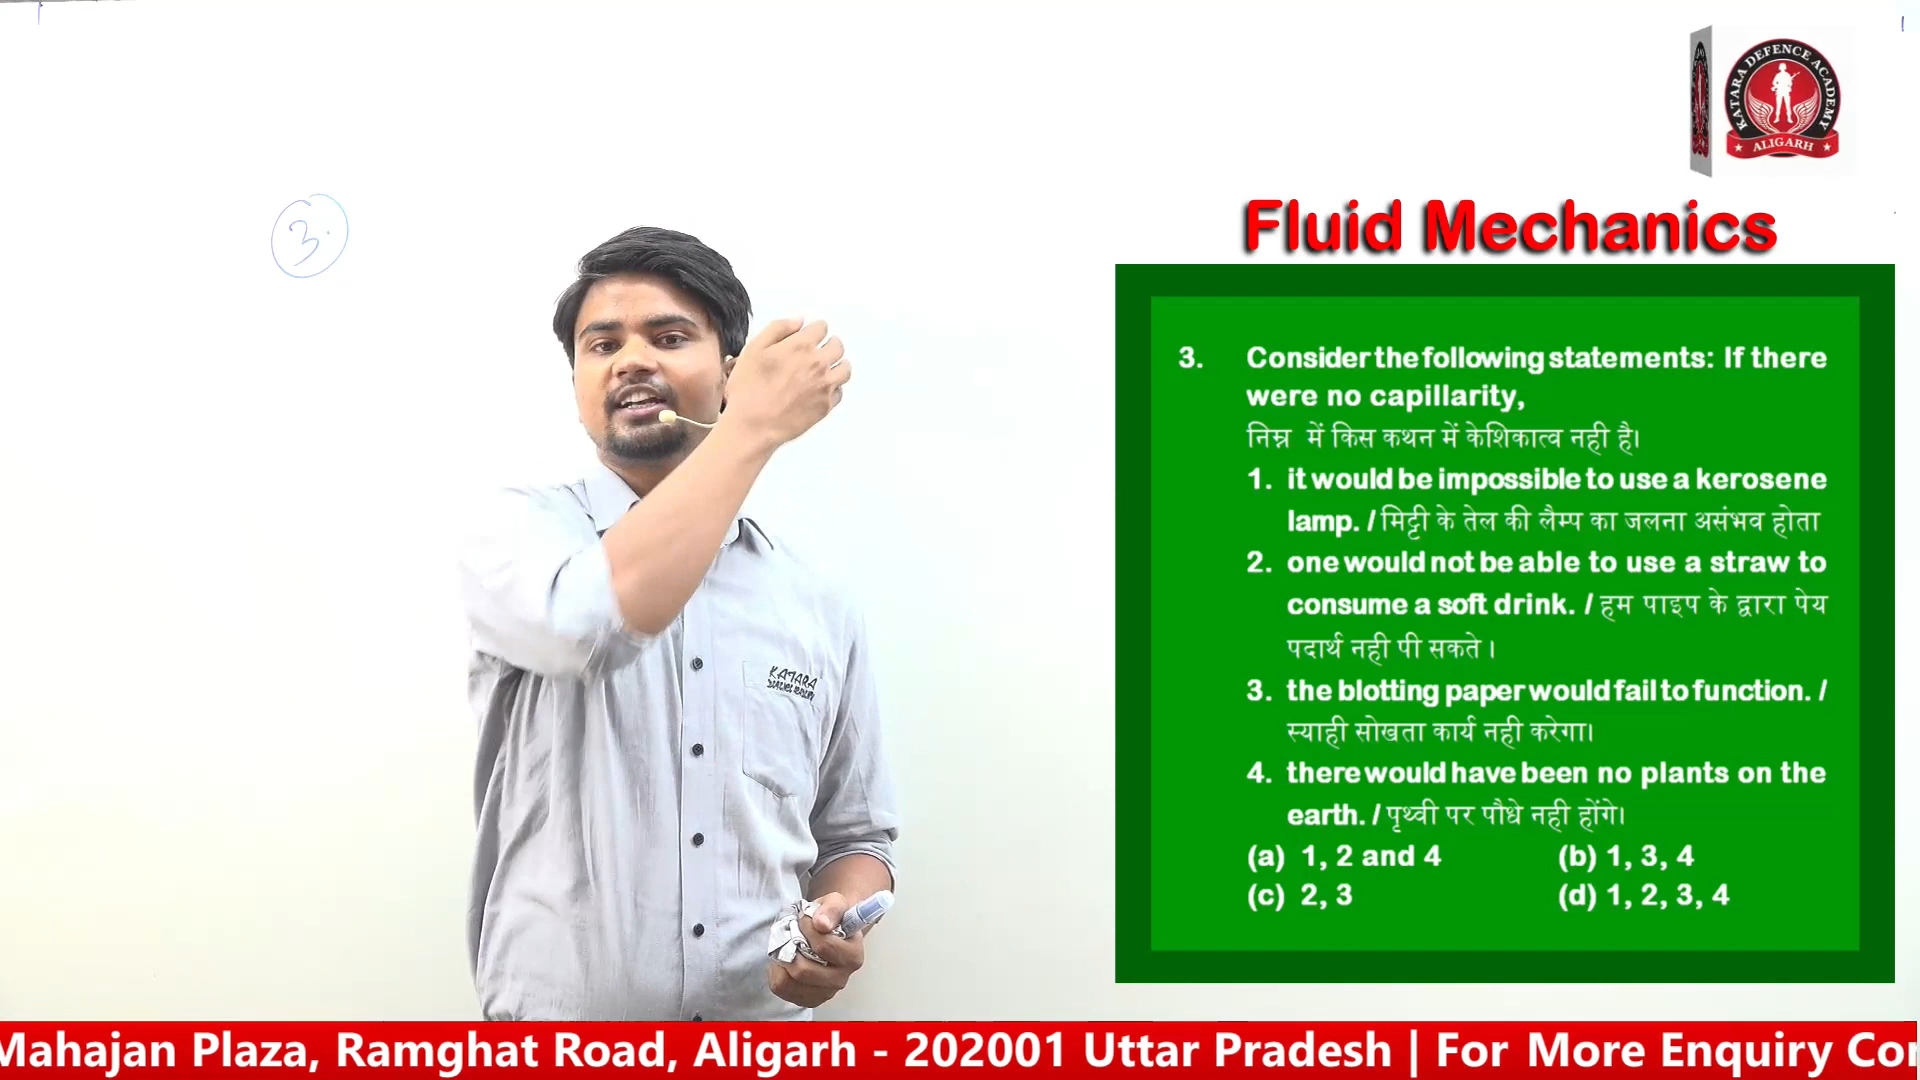 KATARA DEFENCE ACADEMY
ALIGARH
3.
Fluid Mechanics
3. Consider the following statements: If there
were no capillarity,
निम्न में किस कथन में केशिकात्व नही है।
1. it would be impossible to use a kerosene
lamp. / मिट्टी के तेल की लैम्प का जलना असंभव होता
2. one would not be able to use a straw to
consume a soft drink. / हम पाइप के द्वारा पेय
पदार्थ नही पी सकते ।
3. the blotting paper would fail to function. /
स्याही सोखता कार्य नही करेगा।
4. there would have been no plants on the
earth. / पृथ्वी पर पौधे नही होंगे।
(a) 1, 2 and 4 (b) 1, 3, 4
(c) 2, 3 (d) 1, 2, 3, 4
KATARA
Mahajan Plaza, Ramghat Road, Aligarh - 202001 Uttar Pradesh | For More Enquiry Con